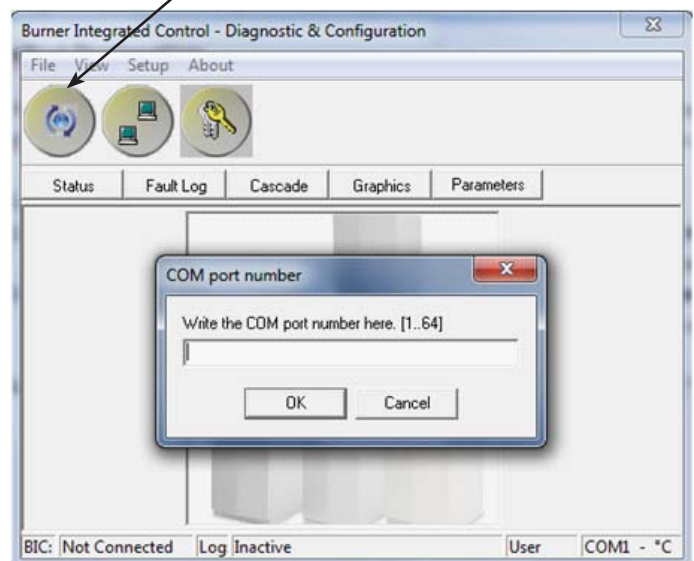 Burner Integrated Control - Diagnostic & Configuration
File View Setup About
Status Fault Log Cascade Graphics Parameters
COM port number
Write the COM port number here. [1..64]
OK Cancel
BIC: Not Connected Log Inactive User COM1 - °C